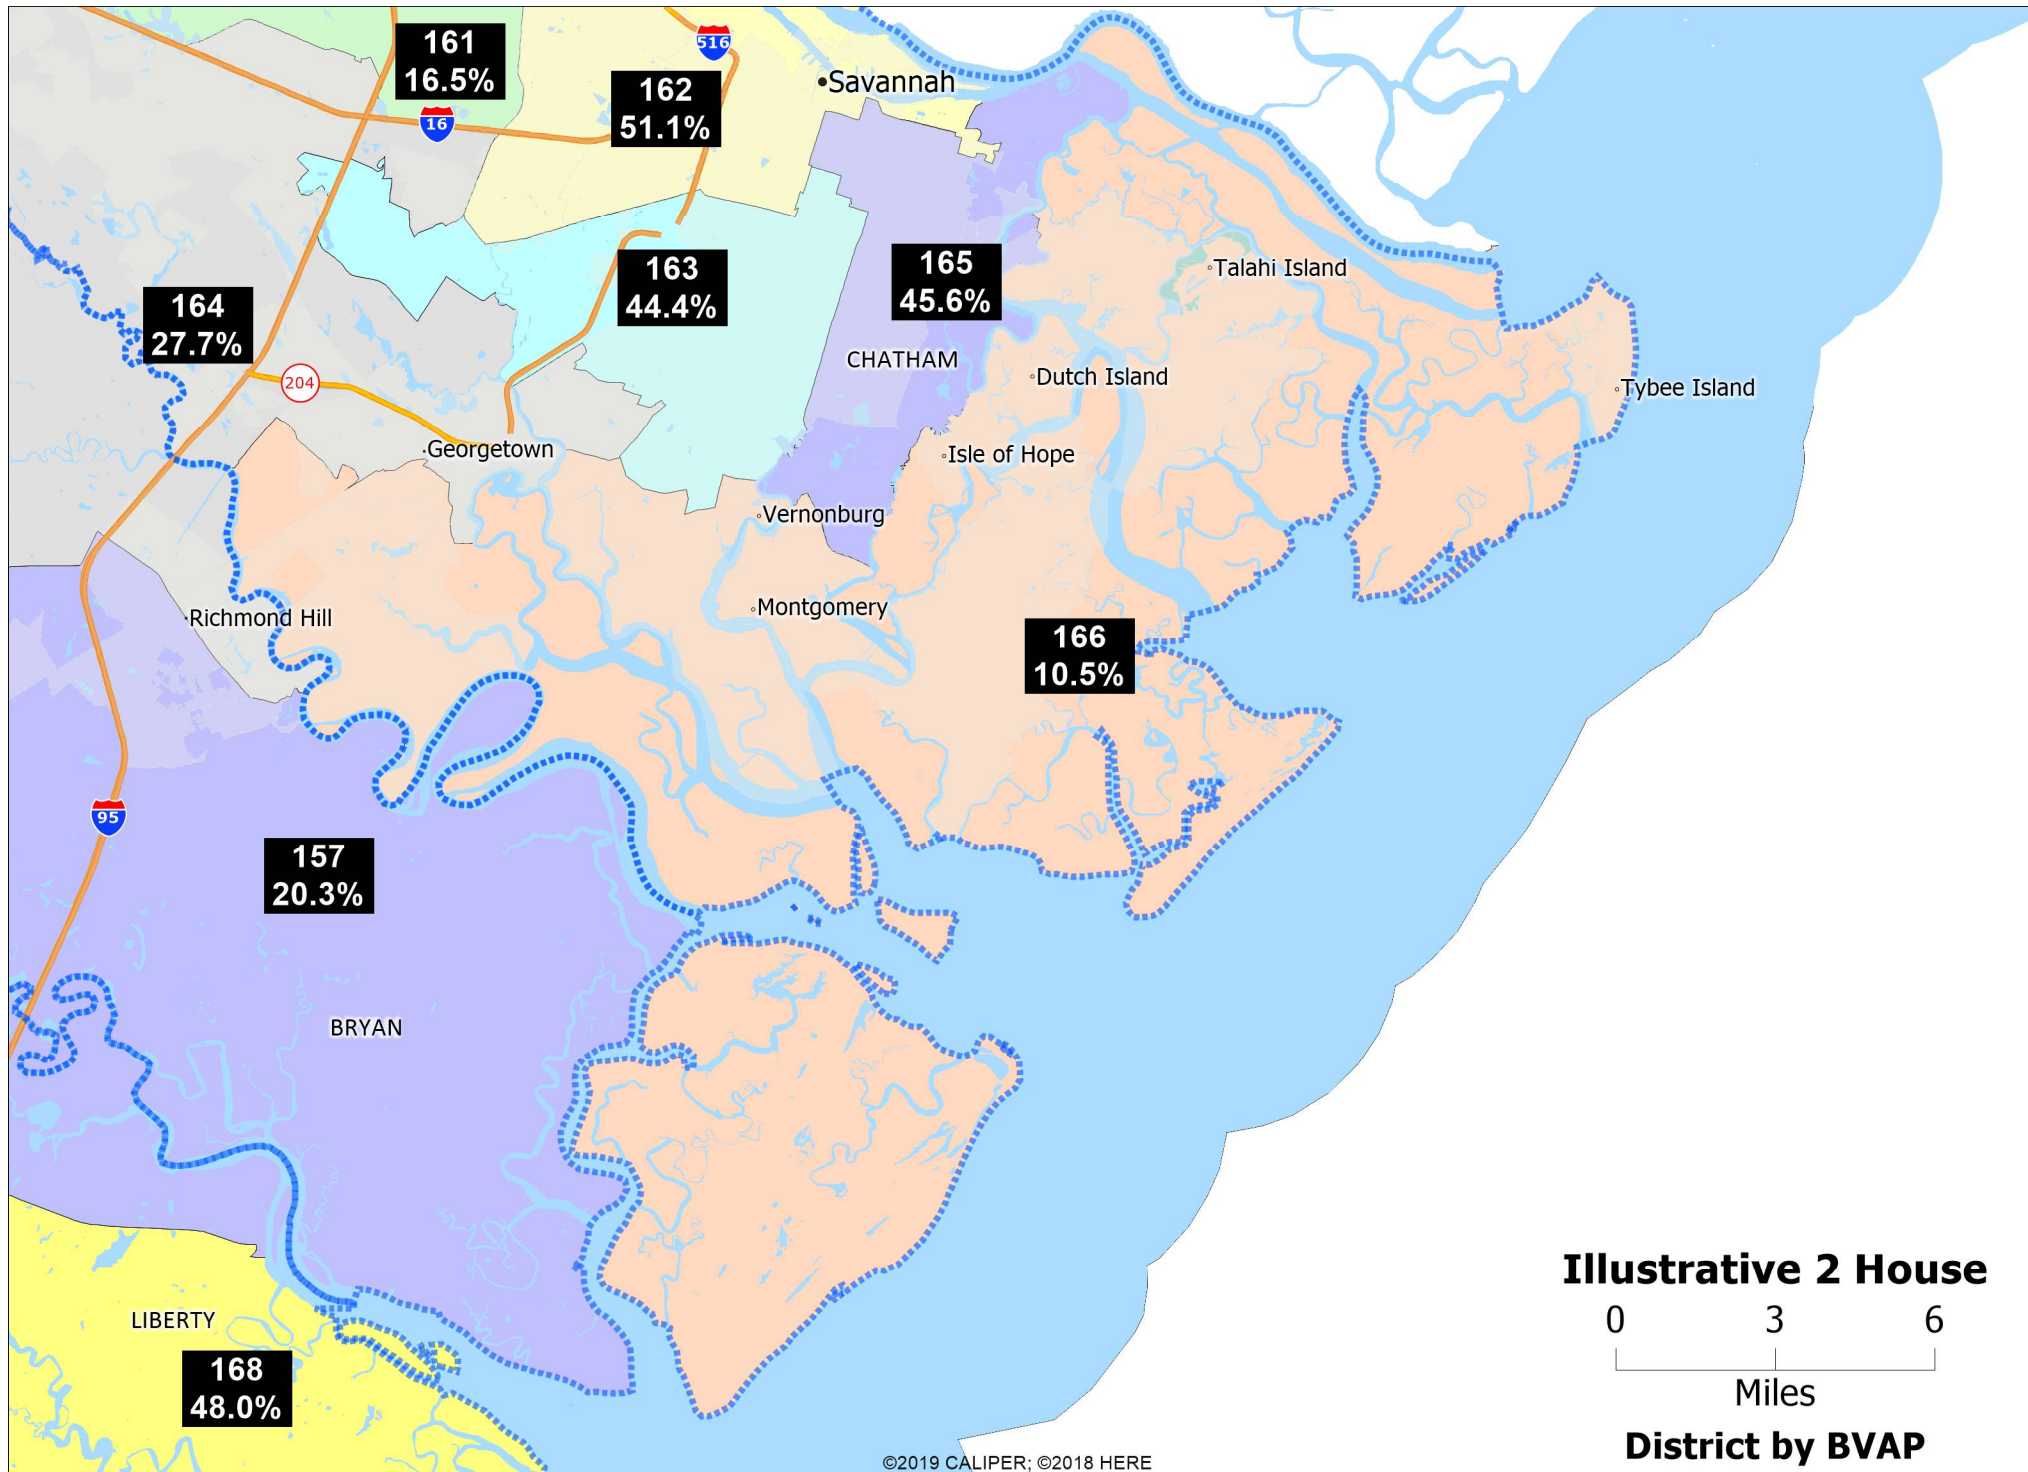 161
16.5%
516
162
51.1%
Savannah
16
163
44.4%
165
45.6%
Talahi Island
164
27.7%
CHATHAM
204
Dutch Island
Tybee Island
Georgetown
Isle of Hope
Vernonburg
Richmond Hill
Montgomery
166
10.5%
95
157
20.3%
BRYAN
LIBERTY
168
48.0%
Illustrative 2 House
0 3 6
Miles
District by BVAP
©2019 CALIPER; ©2018 HERE